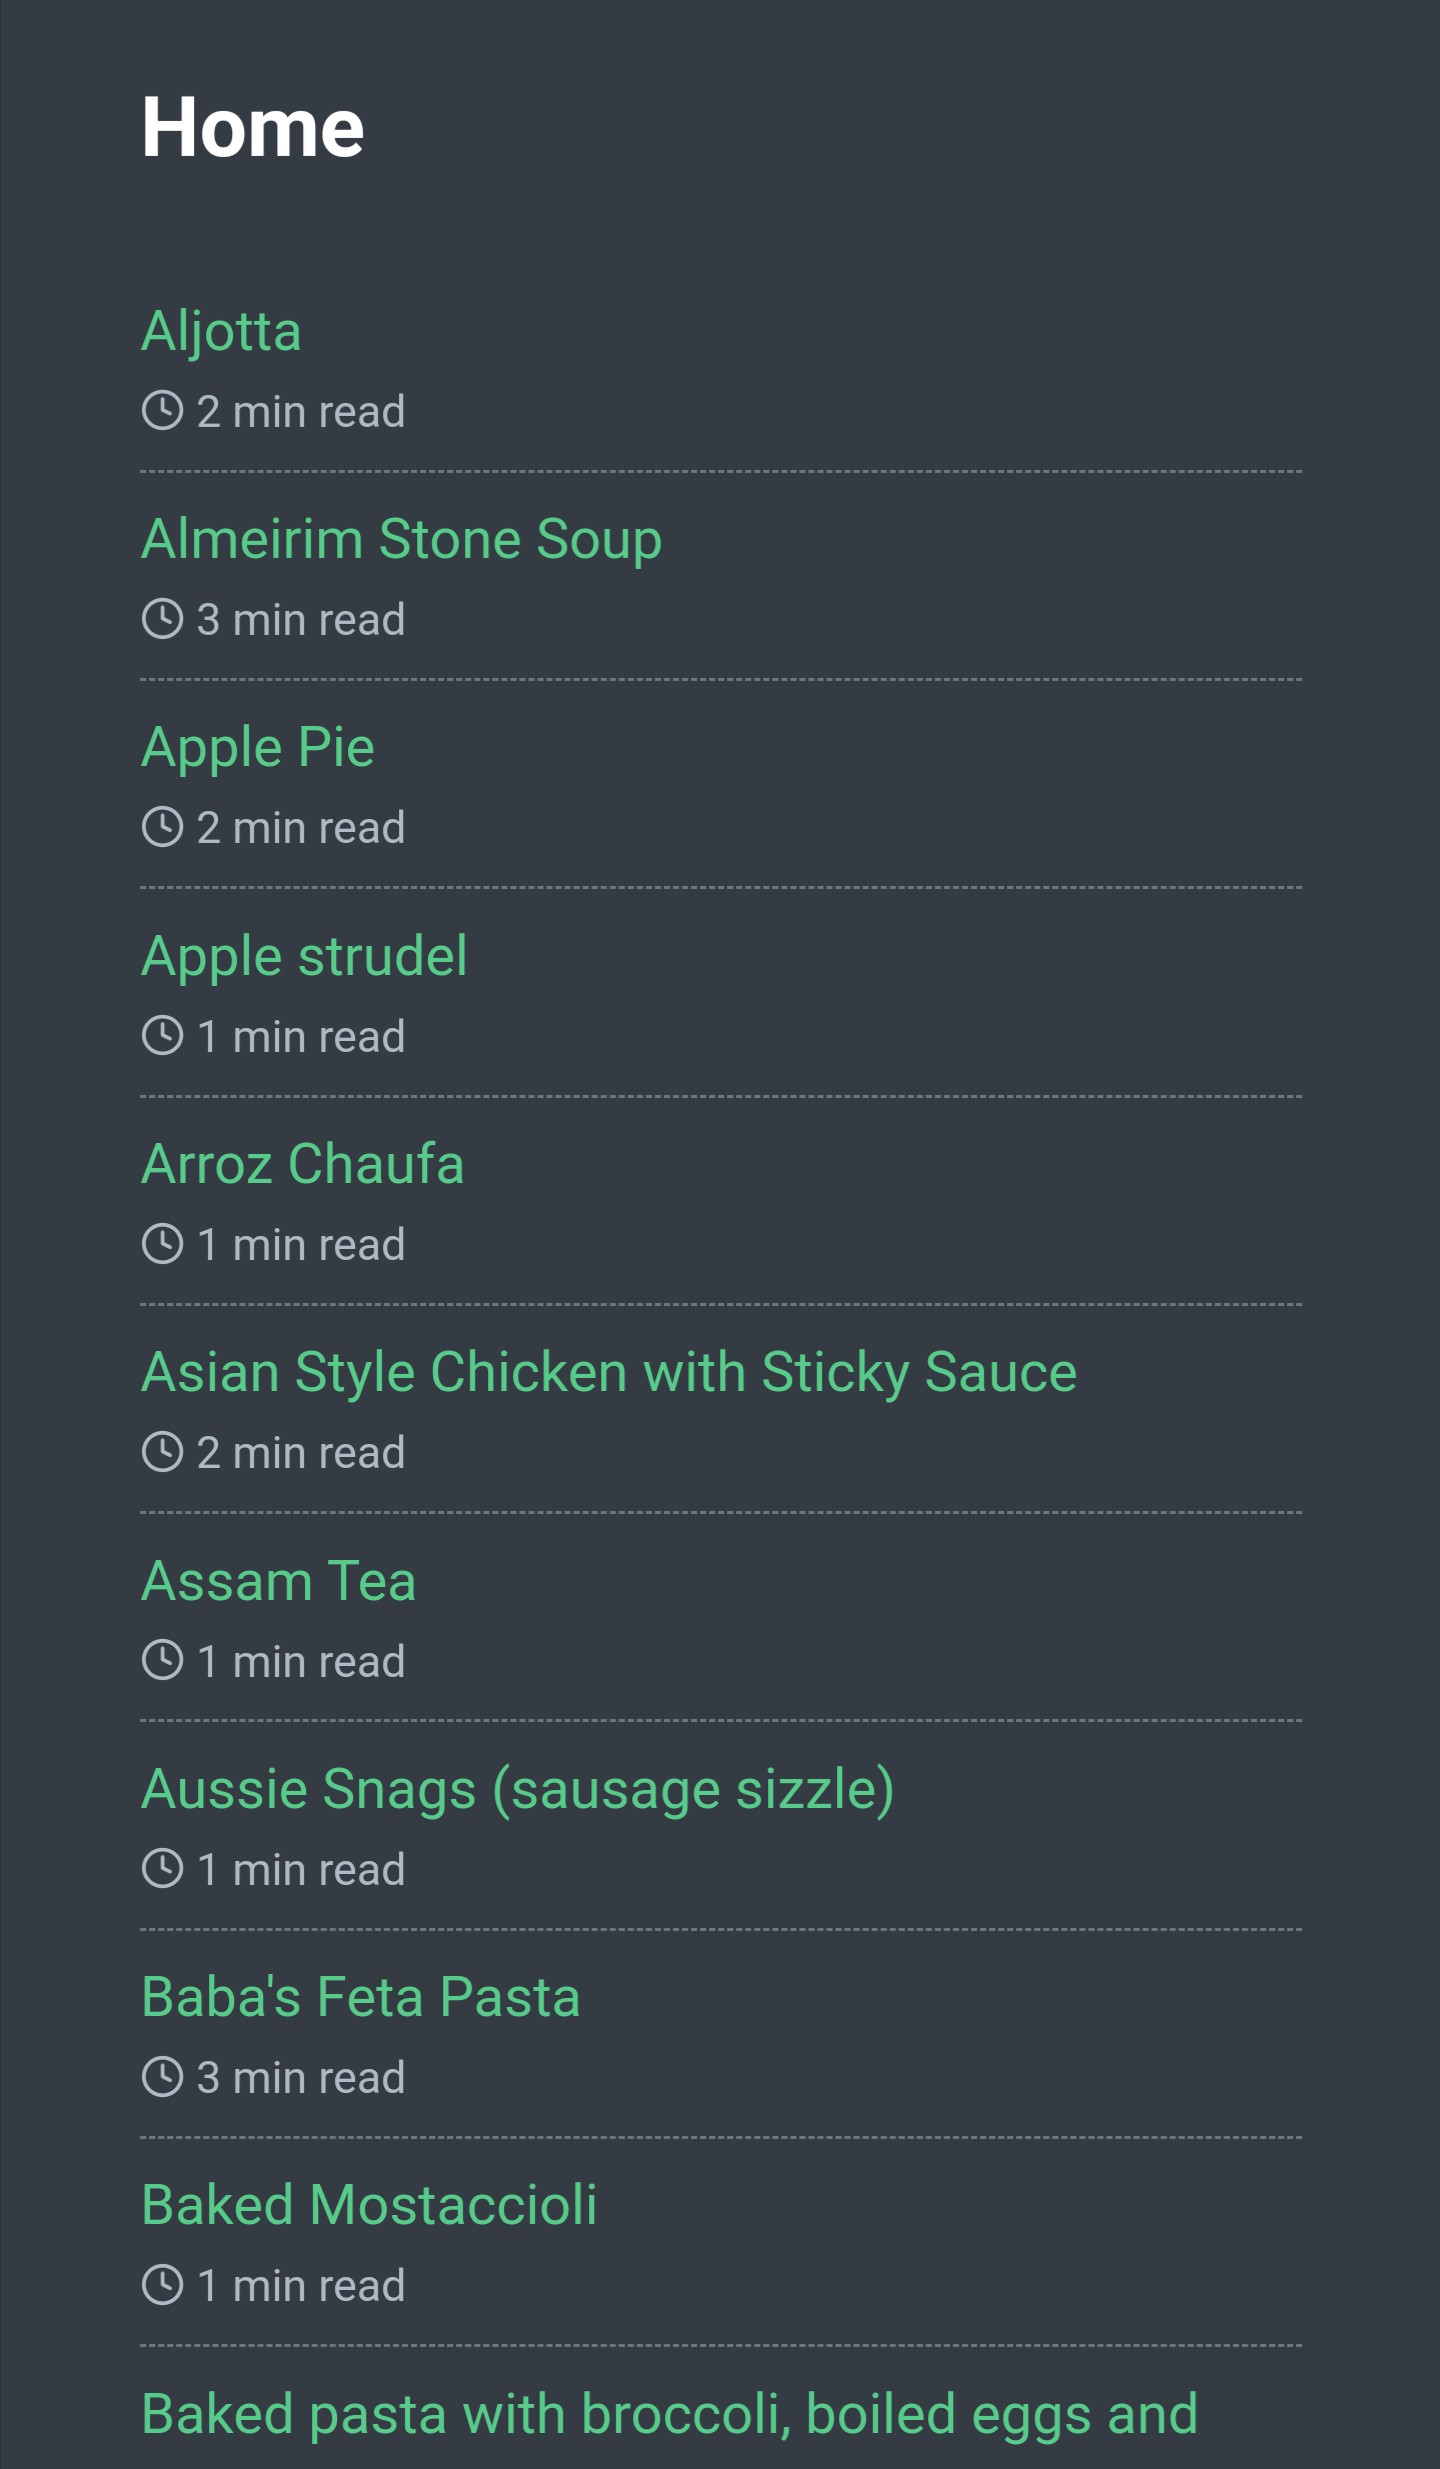 Home
Aljotta
2 min read
Almeirim Stone Soup
3 min read
Apple Pie
2 min read
Apple strudel
1 min read
Arroz Chaufa
1 min read
Asian Style Chicken with Sticky Sauce
2 min read
Assam Tea
1 min read
Aussie Snags (sausage sizzle)
1 min read
Baba's Feta Pasta
3 min read
Baked Mostaccioli
1 min read
Baked pasta with broccoli, boiled eggs and